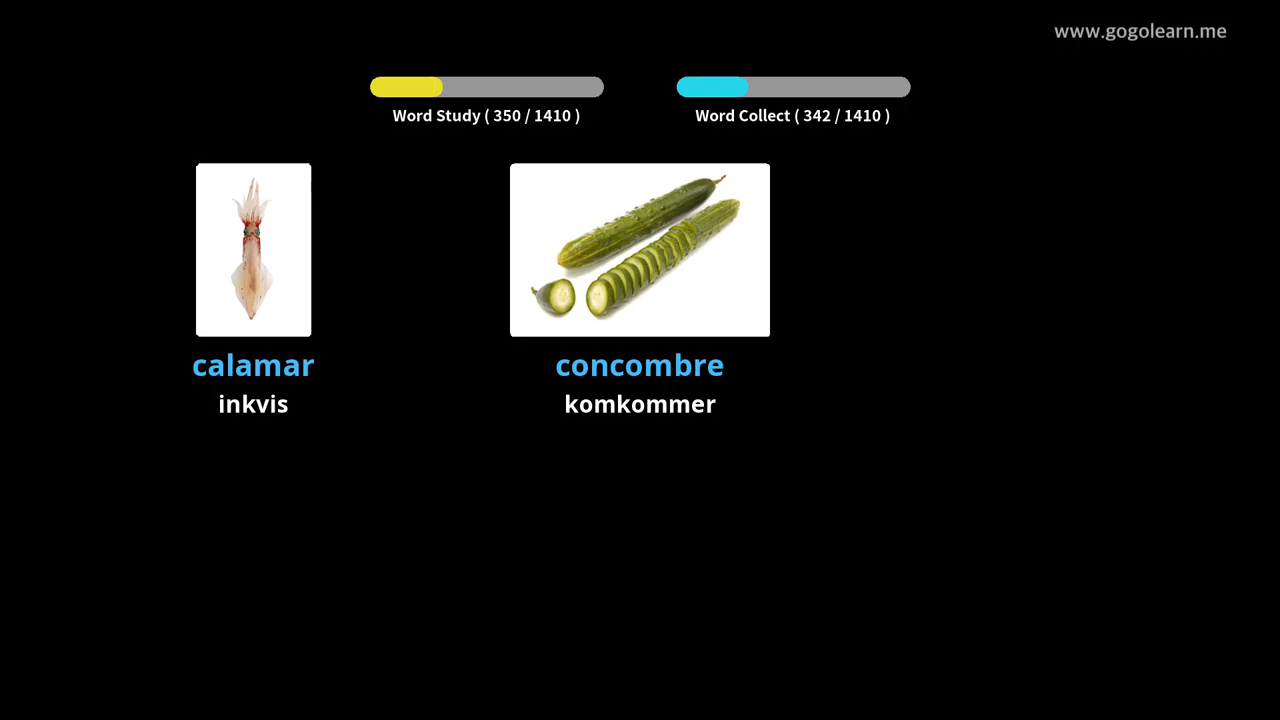 www.gogolearn.me
Word Study ( 350 / 1410 )
Word Collect ( 342 / 1410 )
calamar
inkvis
concombre
komkommer